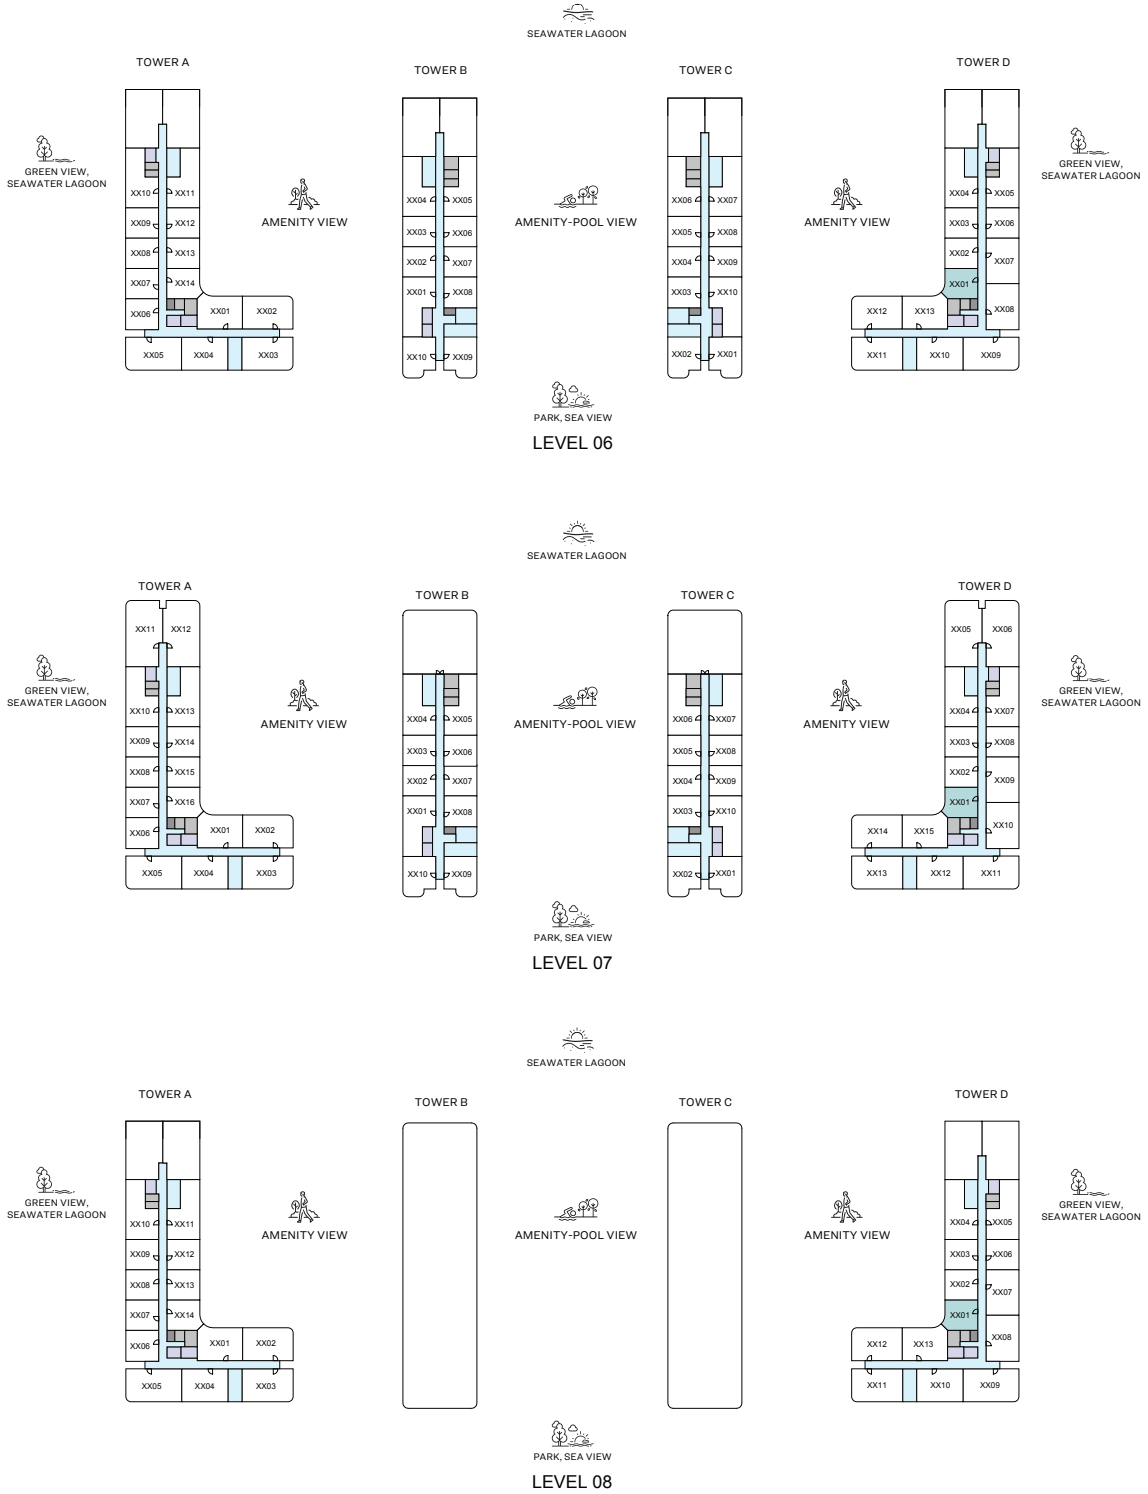 SEAWATER LAGOON
TOWER A
TOWER B
TOWER C
TOWER D
GREEN VIEW,
SEAWATER LAGOON
AMENITY VIEW
AMENITY-POOL VIEW
AMENITY VIEW
GREEN VIEW,
SEAWATER LAGOON
XX10 XX11
XX09 XX12
XX08 XX13
XX07 XX14
XX06 XX01 XX02
XX05 XX04 XX03
XX04 XX05
XX03 XX06
XX02 XX07
XX01 XX08
XX10 XX09
XX06 XX07
XX05 XX08
XX04 XX09
XX03 XX10
XX02 XX01
XX04 XX05
XX03 XX06
XX02 XX07
XX01
XX12 XX13 XX08
XX11 XX10 XX09
PARK, SEA VIEW
LEVEL 06
SEAWATER LAGOON
TOWER A
TOWER B
TOWER C
TOWER D
GREEN VIEW,
SEAWATER LAGOON
AMENITY VIEW
AMENITY-POOL VIEW
AMENITY VIEW
GREEN VIEW,
SEAWATER LAGOON
XX11 XX12
XX10 XX13
XX09 XX14
XX08 XX15
XX07 XX16
XX06 XX01 XX02
XX05 XX04 XX03
XX04 XX05
XX03 XX06
XX02 XX07
XX01 XX08
XX10 XX09
XX06 XX07
XX05 XX08
XX04 XX09
XX03 XX10
XX02 XX01
XX05 XX06
XX04 XX07
XX03 XX08
XX02 XX09
XX01
XX14 XX15 XX10
XX13 XX12 XX11
PARK, SEA VIEW
LEVEL 07
SEAWATER LAGOON
TOWER A
TOWER B
TOWER C
TOWER D
GREEN VIEW,
SEAWATER LAGOON
AMENITY VIEW
AMENITY-POOL VIEW
AMENITY VIEW
GREEN VIEW,
SEAWATER LAGOON
XX10 XX11
XX09 XX12
XX08 XX13
XX07 XX14
XX06 XX01 XX02
XX05 XX04 XX03
XX04 XX05
XX03 XX06
XX02 XX07
XX01
XX12 XX13 XX08
XX11 XX10 XX09
PARK, SEA VIEW
LEVEL 08